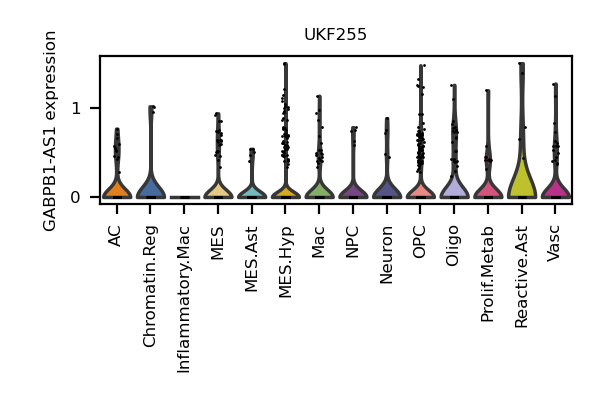 UKF255
GABPB1-AS1 expression
1
0
AC
Chromatin.Reg
Inflammatory.Mac
MES
MES.Ast
MES.Hyp
Mac
NPC
Neuron
OPC
Oligo
Prolif.Metab
Reactive.Ast
Vasc